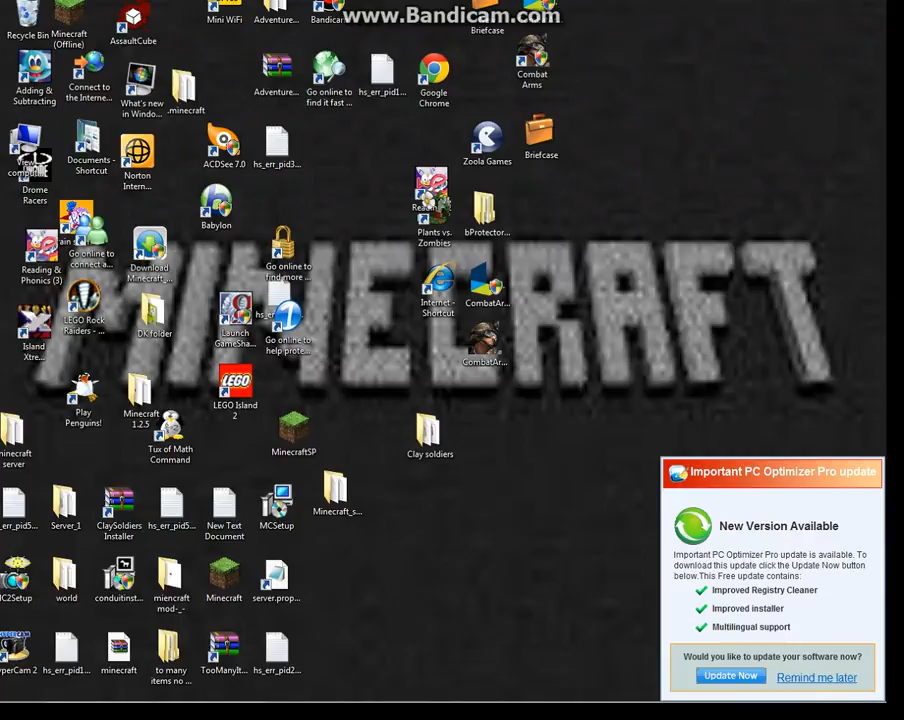 www.Bandicam.com
Recycle Bin
Minecraft
(Offline)
AssaultCube
Mini WiFi
Adventure...
Bandicam
Briefcase
Adding &
Subtracting
Connect to
the Interne...
What's new
in Windo...
.minecraft
Adventure...
Go online to
find it fast ...
hs_err_pid1...
Google
Chrome
Combat
Arms
Drome
Racers
Documents -
Shortcut
Norton
Intern...
ACDSee 7.0
hs_err_pid3...
Zoola Games
Briefcase
Babylon
Plants vs.
Zombies
bProtector...
Reading &
Phonics (3)
Go online to
connect a...
Download
Minecraft_...
Go online to
find more ...
LEGO Rock
Raiders - ...
DK folder
Launch
GameSha...
Go online to
help prote...
Internet -
Shortcut
CombatAr...
Island
Xtre...
CombatAr...
MINECRAFT
Play
Penguins!
Minecraft
1.2.5
LEGO Island
2
LEGO
Tux of Math
Command
MinecraftSP
Clay soldiers
minecraft
server
Minecraft_s...
hs_err_pid5...
Server_1
ClaySoldiers
Installer
hs_err_pid5...
New Text
Document
MCSetup
MC2Setup
world
conduitinst...
miencraft
mod-_-
Minecraft
server.prop...
HyperCam 2
hs_err_pid1...
minecraft
to many
items no ...
TooManyIt...
hs_err_pid2...
Important PC Optimizer Pro update
New Version Available
Important PC Optimizer Pro update is available. To
download this update click the Update Now button
below.This Free update contains:
Improved Registry Cleaner
Improved installer
Multilingual support
Would you like to update your software now?
Update Now
Remind me later